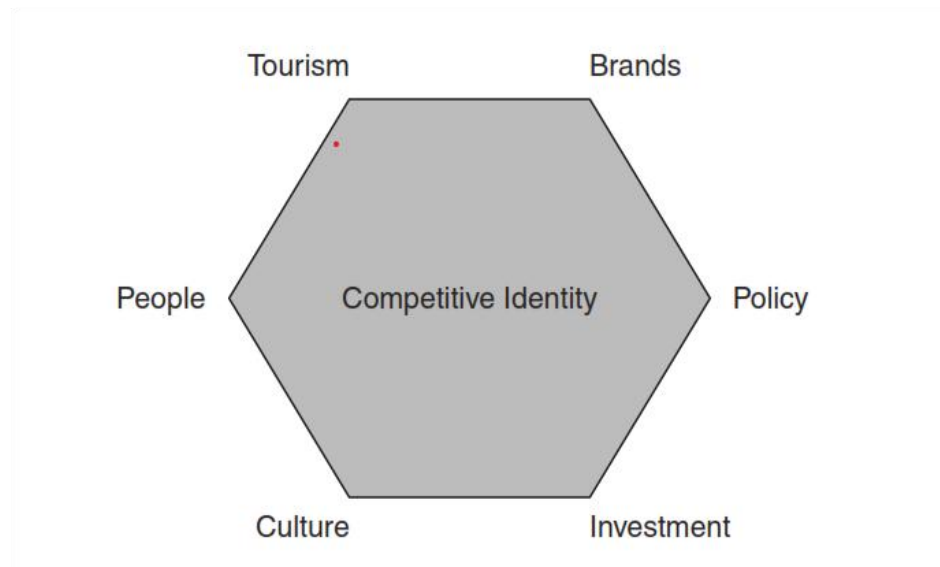 Tourism
Brands
People
Competitive Identity
Policy
Culture
Investment